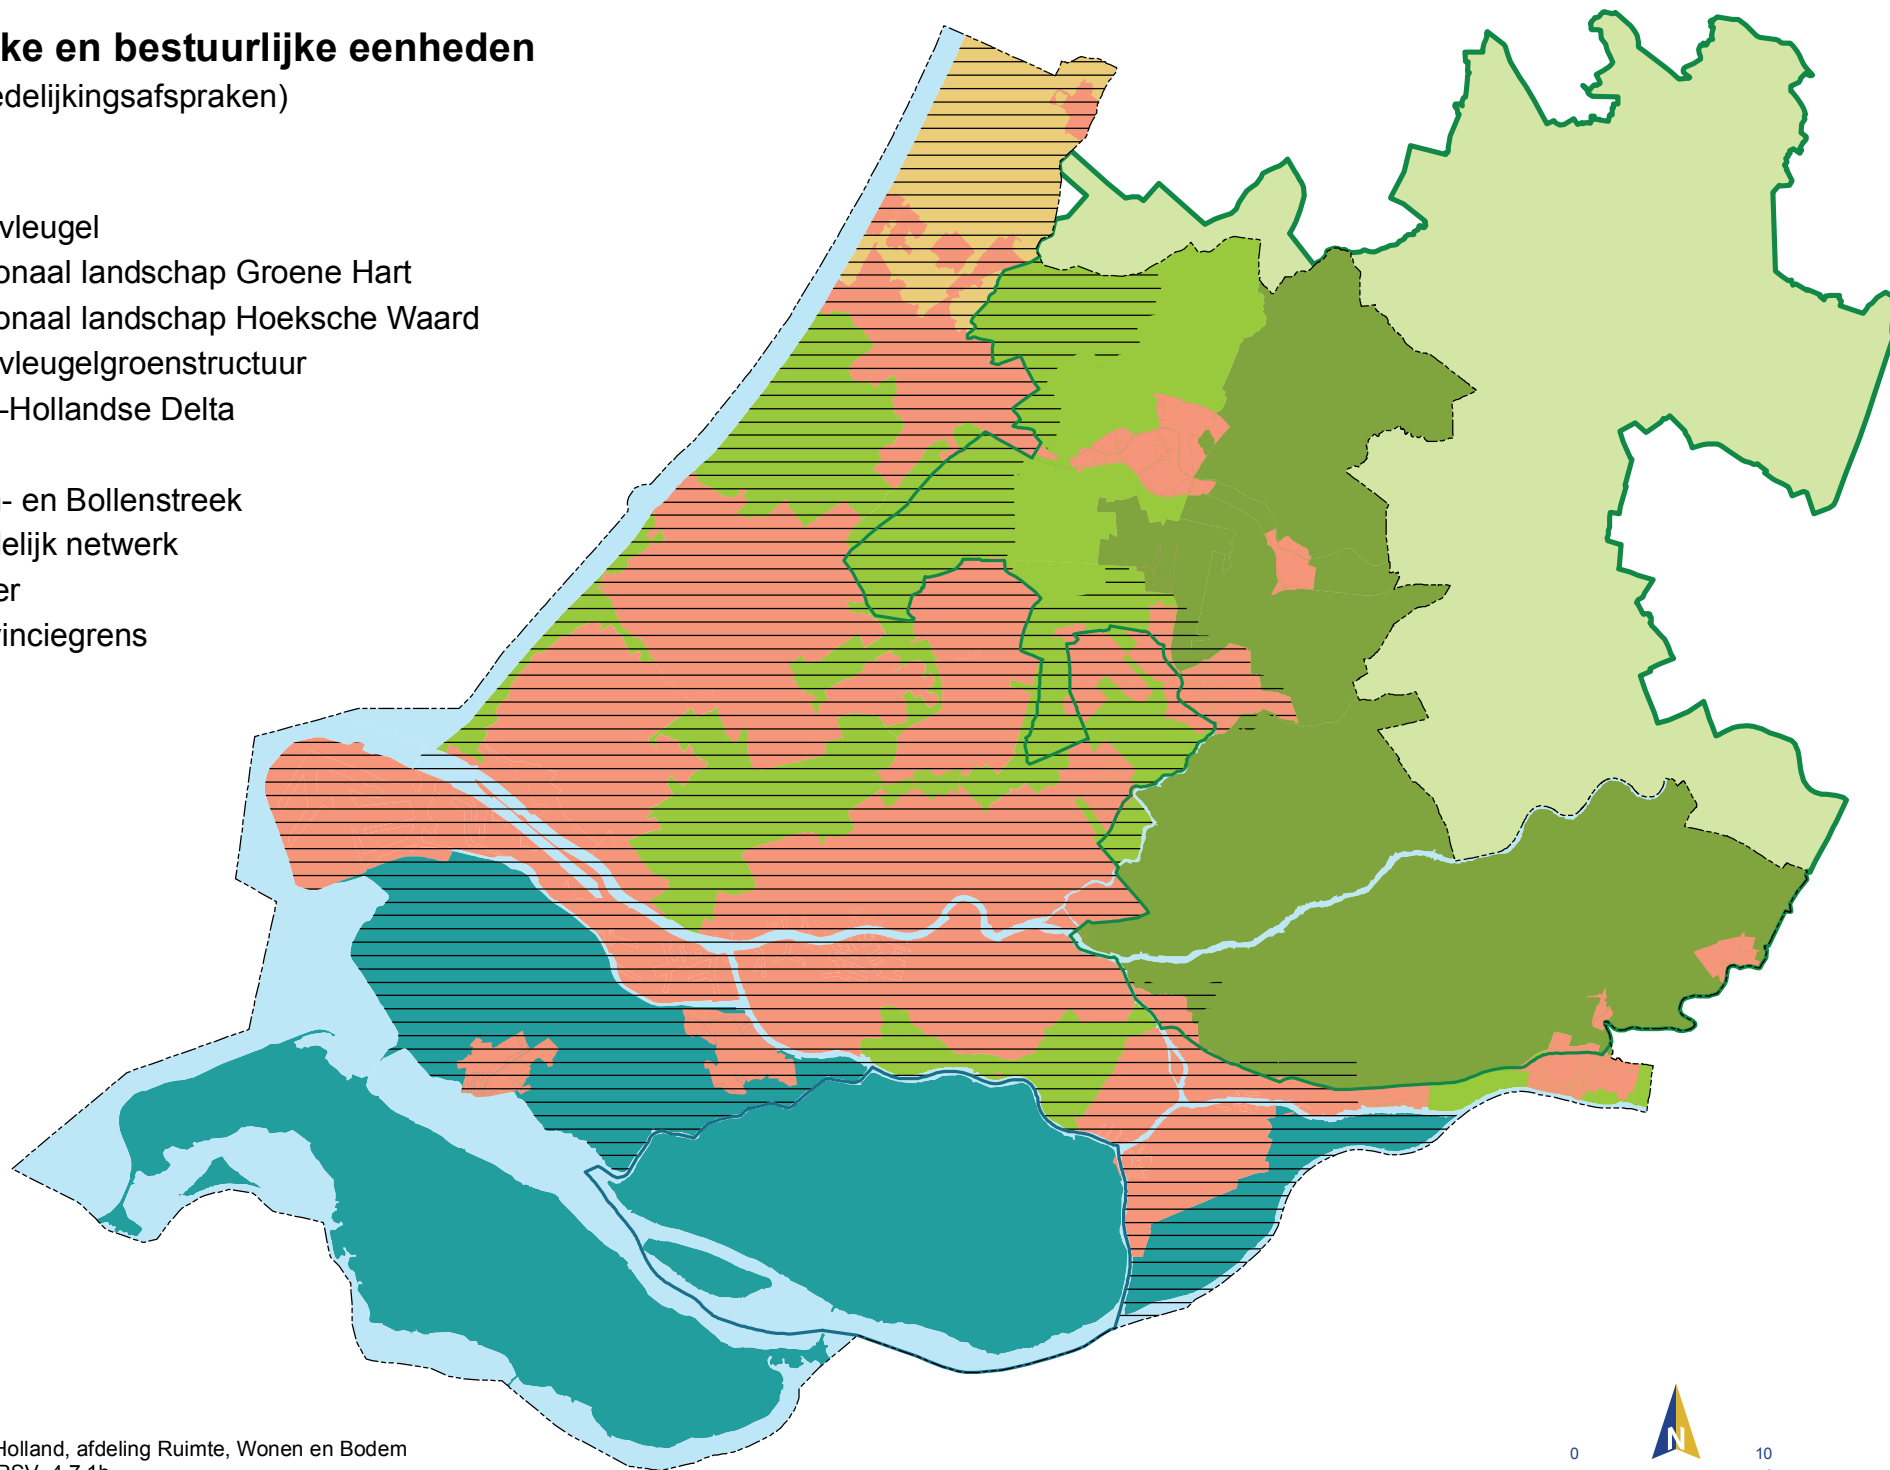 ke en bestuurlijke eenheden
edelijkingsafspraken)
vleugel
onaal landschap Groene Hart
onaal landschap Hoeksche Waard
vleugelgroenstructuur
-Hollandse Delta
- en Bollenstreek
elijk netwerk
er
vinciegrens
Holland, afdeling Ruimte, Wonen en Bodem
N
0 10